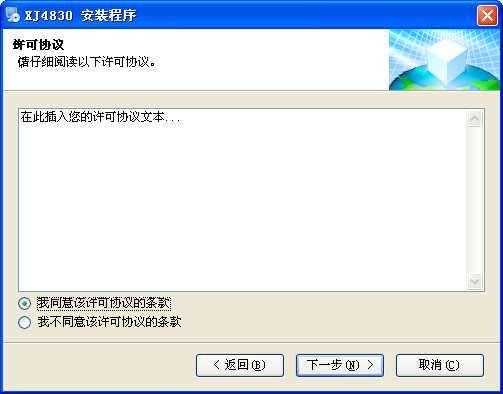 XJ4830 安装程序
许可协议
请仔细阅读以下许可协议。
在此插入您的许可协议文本...
我同意该许可协议的条款
我不同意该许可协议的条款
< 返回(B)
下一步(N) >
取消(C)